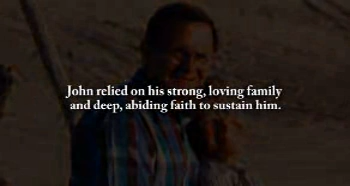 John relied on his strong, loving family
and deep, abiding faith to sustain him.